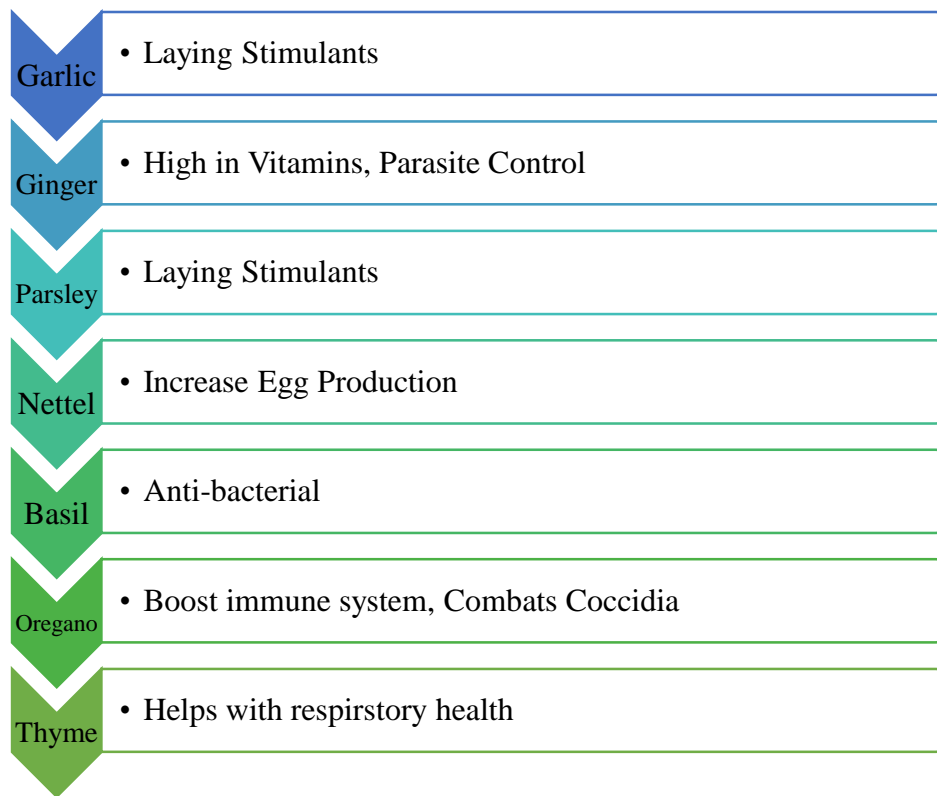 Garlic
• Laying Stimulants
Ginger
• High in Vitamins, Parasite Control
Parsley
• Laying Stimulants
Nettel
• Increase Egg Production
Basil
• Anti-bacterial
Oregano
• Boost immune system, Combats Coccidia
Thyme
• Helps with respirstory health